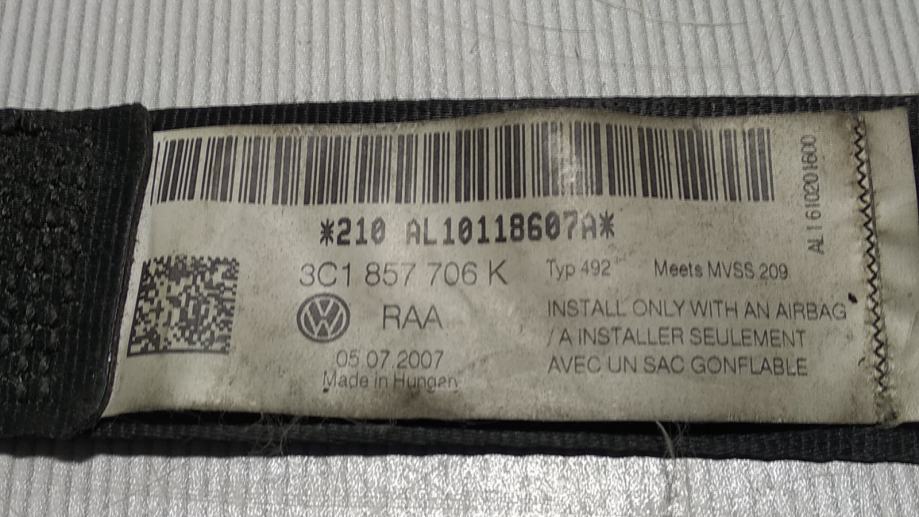 *210 AL10118607A*
3C1 857 706 K
Typ 492
Meets MVSS 209
RAA
05.07.2007
Made in Hungary
INSTALL ONLY WITH AN AIRBAG
/A INSTALLER SEULEMENT
AVEC UN SAC GONFLABLE
AL1 610201600